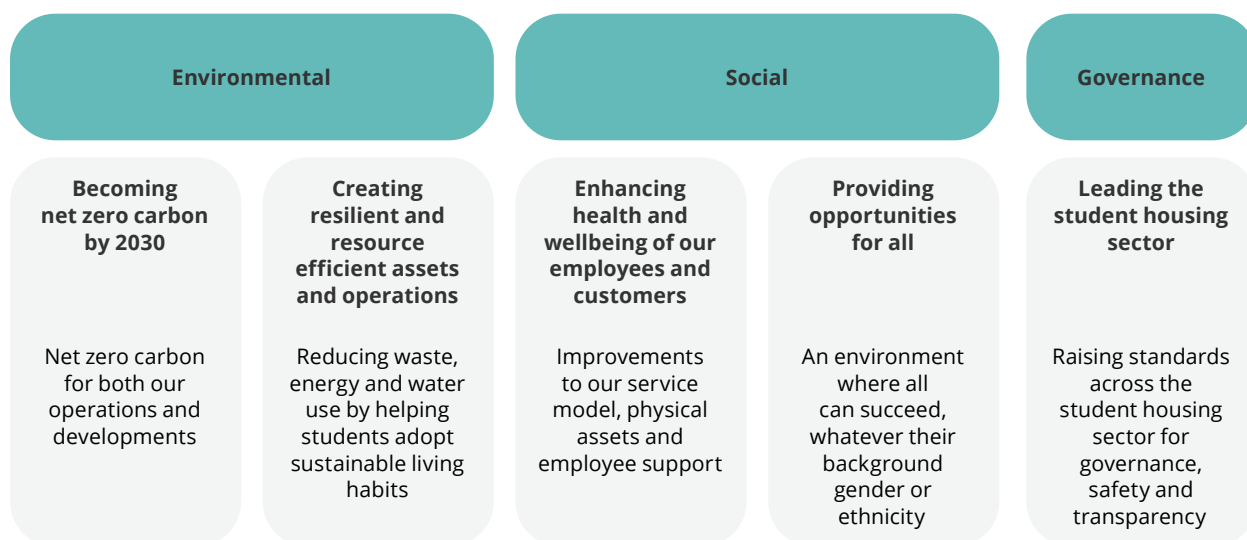 Environmental
Social
Governance
Becoming
net zero carbon
by 2030
Net zero carbon
for both our
operations and
developments
Creating
resilient and
resource
efficient assets
and operations
Reducing waste,
energy and water
use by helping
students adopt
sustainable living
habits
Enhancing
health and
wellbeing of our
employees and
customers
Improvements
to our service
model, physical
assets and
employee support
Providing
opportunities
for all
An environment
where all
can succeed,
whatever their
background
gender or
ethnicity
Leading the
student housing
sector
Raising standards
across the
student housing
sector for
governance,
safety and
transparency